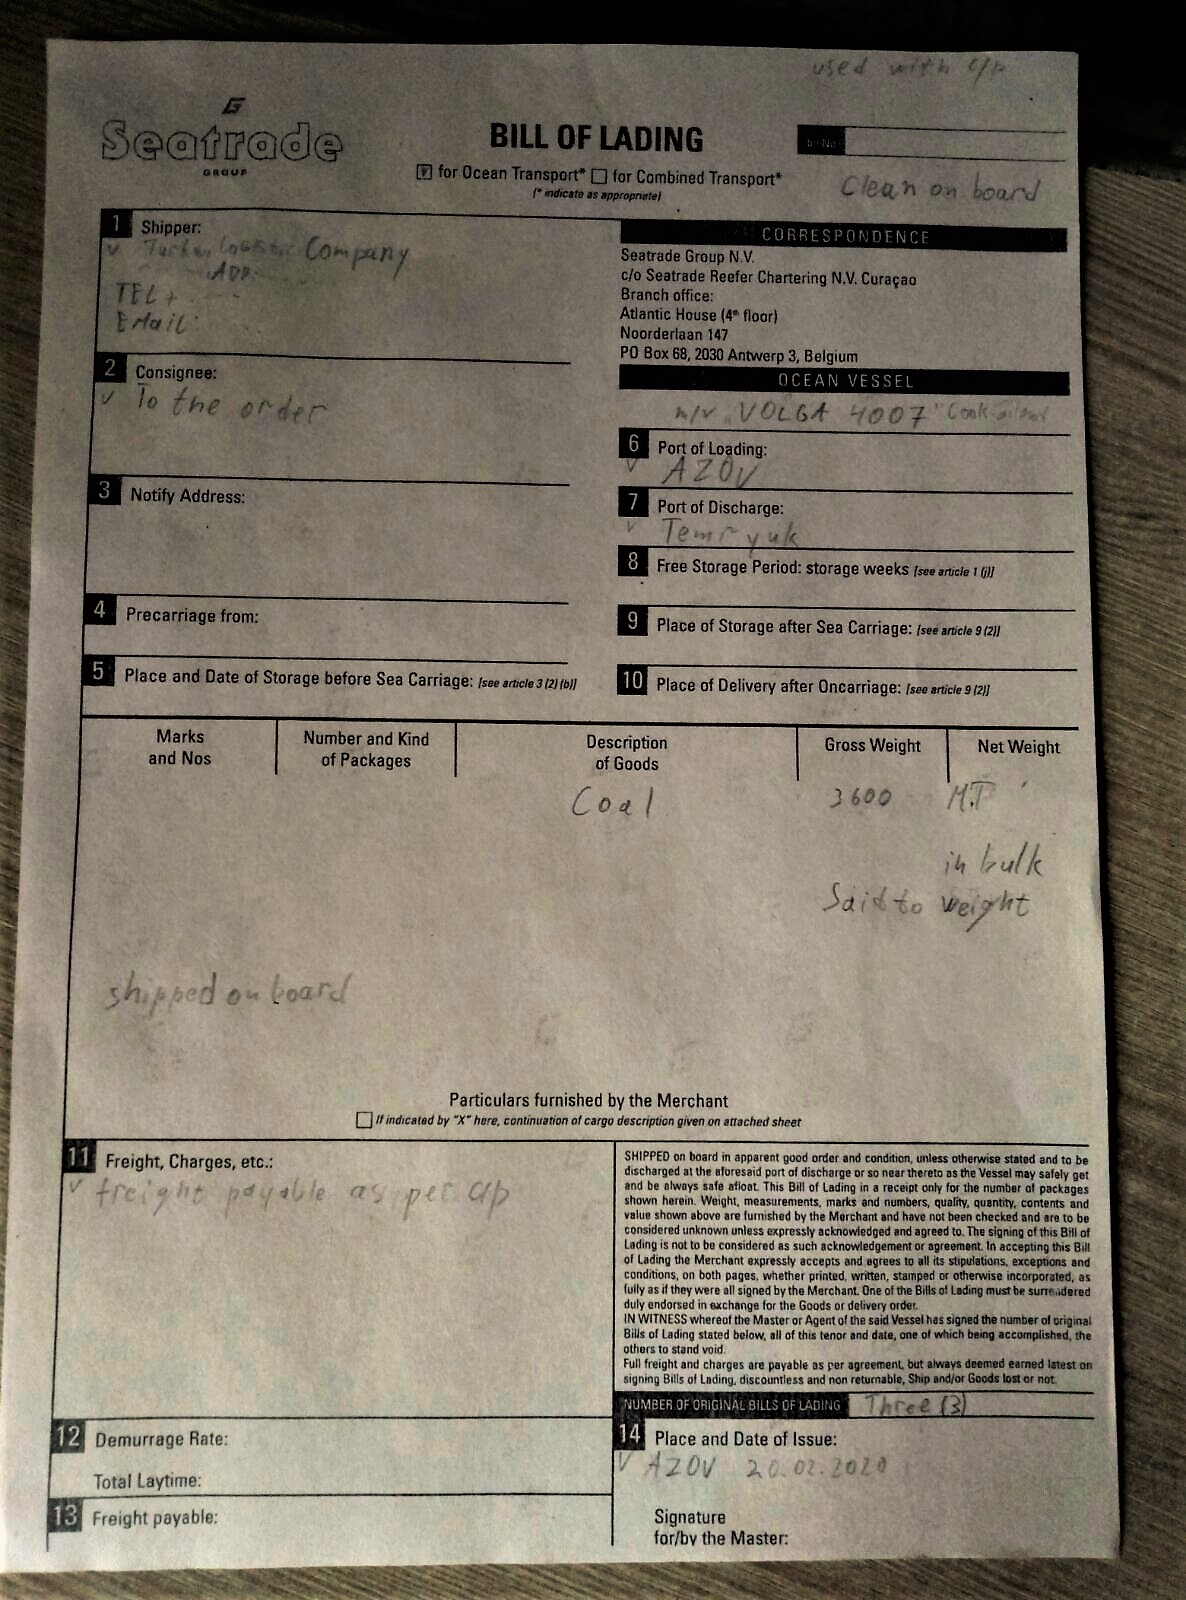 used with c/p
Seatrade
GROUP
BILL OF LADING
for Ocean Transport* for Combined Transport*
(* indicate as appropriate)
Clean on board
1 Shipper:
Company
ADR.
TEL +
EMail:
CORRESPONDENCE
Seatrade Group N.V.
c/o Seatrade Reefer Chartering N.V. Curaçao
Branch office:
Atlantic House (4th floor)
Noorderlaan 147
PO Box 68, 2030 Antwerp 3, Belgium
2 Consignee:
v To the order
OCEAN VESSEL
m/v "VOLGA 4007"
3 Notify Address:
6 Port of Loading:
v AZOV
7 Port of Discharge:
v Temryuk
8 Free Storage Period: storage weeks [see article 1 (j)]
4 Precarriage from:
9 Place of Storage after Sea Carriage: [see article 9 (2)]
5 Place and Date of Storage before Sea Carriage: [see article 3 (2) (b)]
10 Place of Delivery after Oncarriage: [see article 9 (2)]
Marks and Nos
Number and Kind of Packages
Description of Goods
Gross Weight
Net Weight
Coal 3600 M.T
in bulk
Said to weight
shipped on board
Particulars furnished by the Merchant
If indicated by "X" here, continuation of cargo description given on attached sheet
11 Freight, Charges, etc.:
v freight payable as per cp
SHIPPED on board in apparent good order and condition, unless otherwise stated and to be
discharged at the aforesaid port of discharge or so near thereto as the Vessel may safely get
and be always safe afloat. This Bill of Lading in a receipt only for the number of packages
shown herein. Weight, measurements, marks and numbers, quality, quantity, contents and
value shown above are furnished by the Merchant and have not been checked and are to be
considered unknown unless expressly acknowledged and agreed to. The signing of this Bill of
Lading is not to be considered as such acknowledgement or agreement. In accepting this Bill
of Lading the Merchant expressly accepts and agrees to all its stipulations, exceptions and
conditions, on both pages, whether printed, written, stamped or otherwise incorporated, as
fully as if they were all signed by the Merchant. One of the Bills of Lading must be surrendered
duly endorsed in exchange for the Goods or delivery order.
IN WITNESS whereof the Master or Agent of the said Vessel has signed the number of original
Bills of Lading stated below, all of this tenor and date, one of which being accomplished, the
others to stand void.
Full freight and charges are payable as per agreement, but always deemed earned latest on
signing Bills of Lading, discountless and non returnable, Ship and/or Goods lost or not.
NUMBER OF ORIGINAL BILLS OF LADING Three (3)
12 Demurrage Rate:
Total Laytime:
14 Place and Date of Issue:
v AZOV 20.02.2020
13 Freight payable:
Signature
for/by the Master: